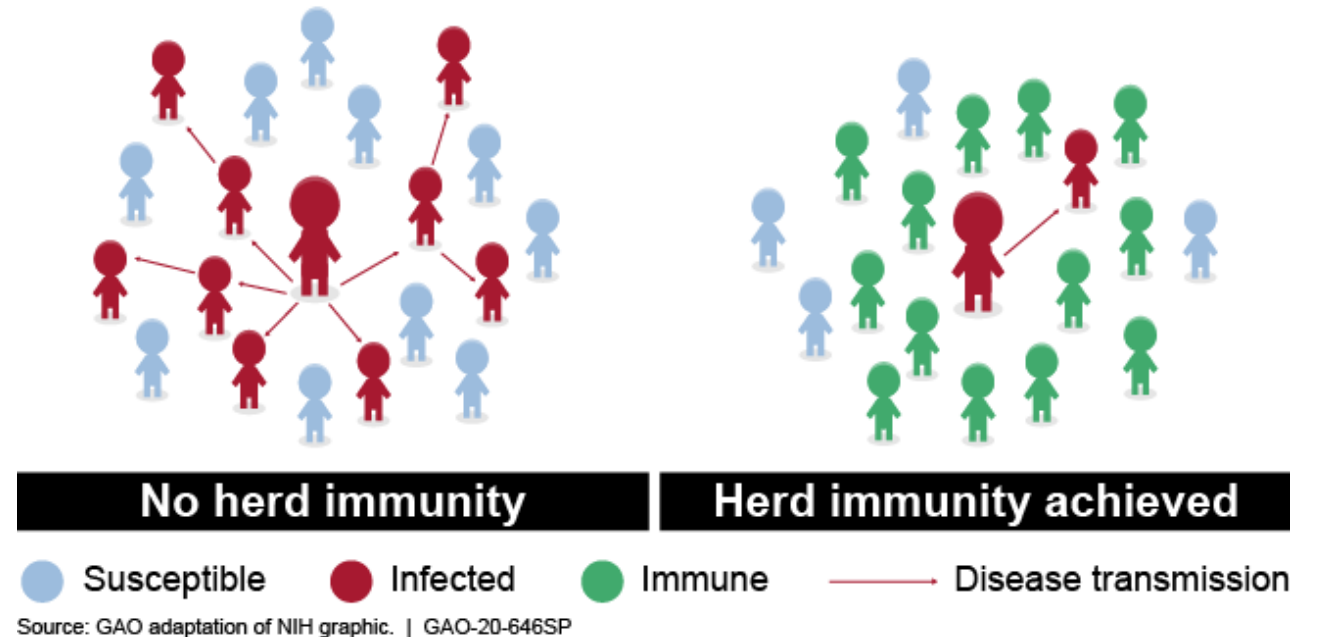 No herd immunity
Herd immunity achieved
Susceptible
Infected
Immune
Disease transmission
Source: GAO adaptation of NIH graphic. | GAO-20-646SP